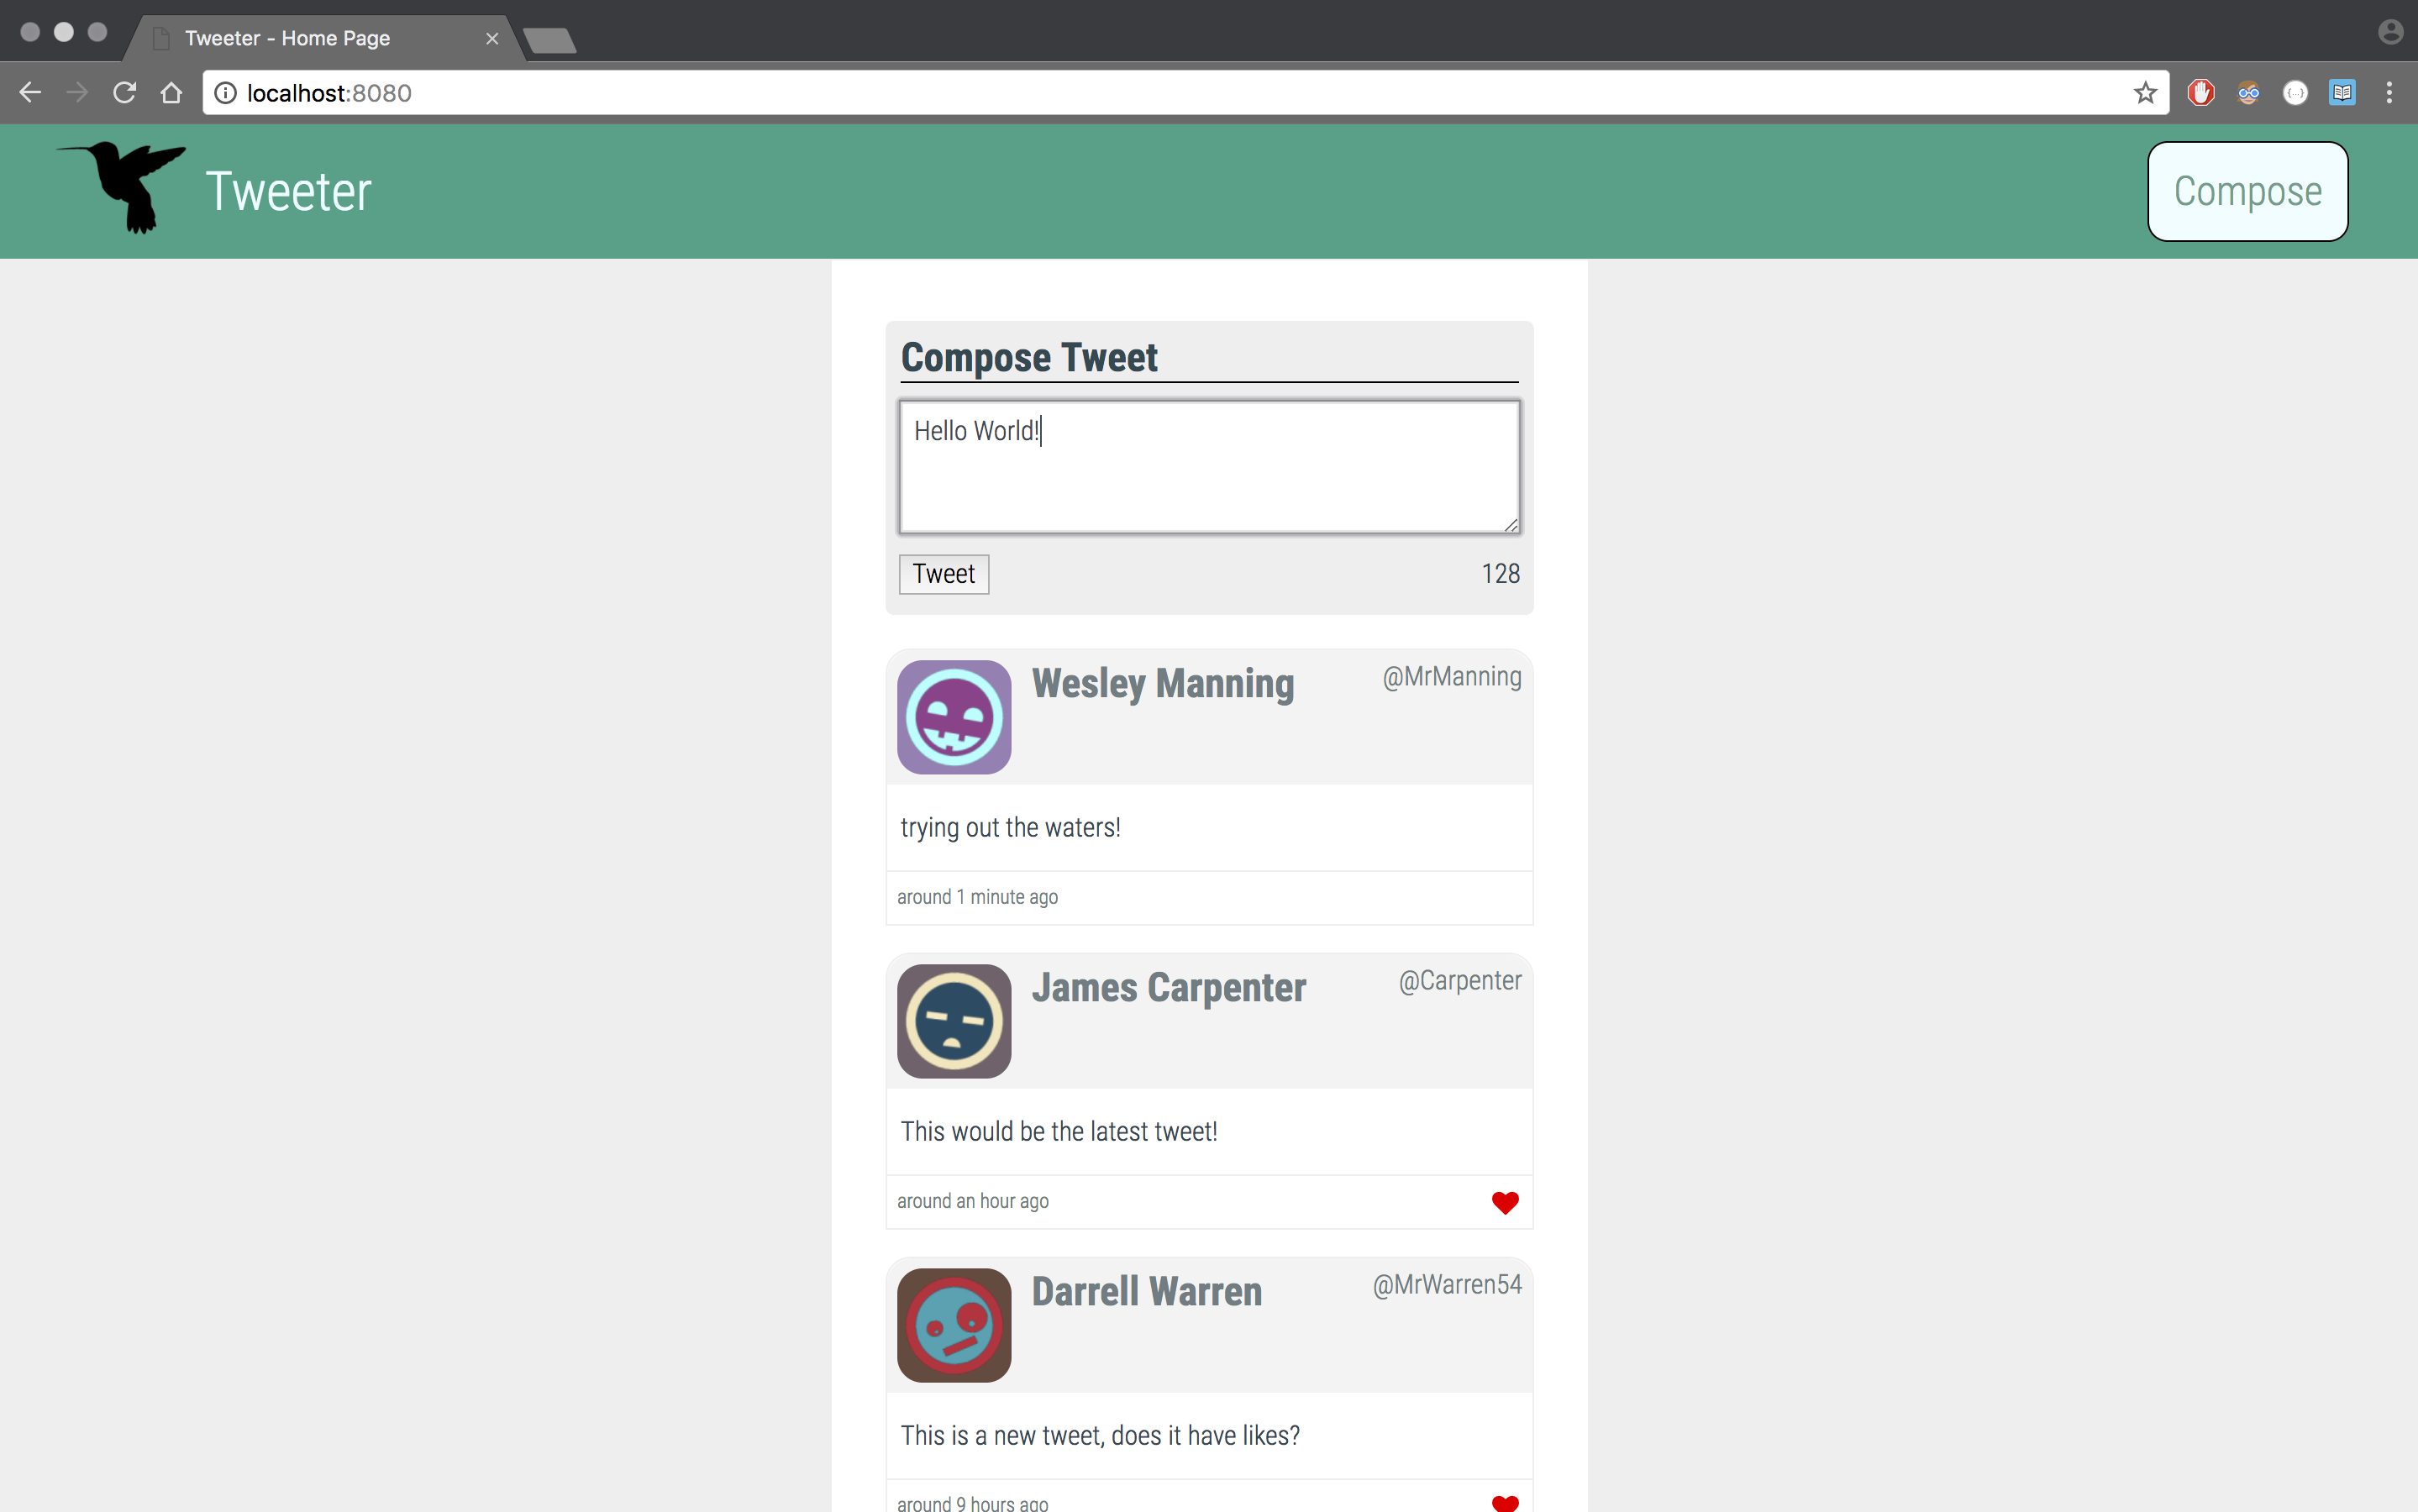 Tweeter - Home Page
localhost:8080
Tweeter
Compose
Compose Tweet
Hello World!
Tweet 128
Wesley Manning @MrManning
trying out the waters!
around 1 minute ago
James Carpenter @Carpenter
This would be the latest tweet!
around an hour ago
Darrell Warren @MrWarren54
This is a new tweet, does it have likes?
around 9 hours ago